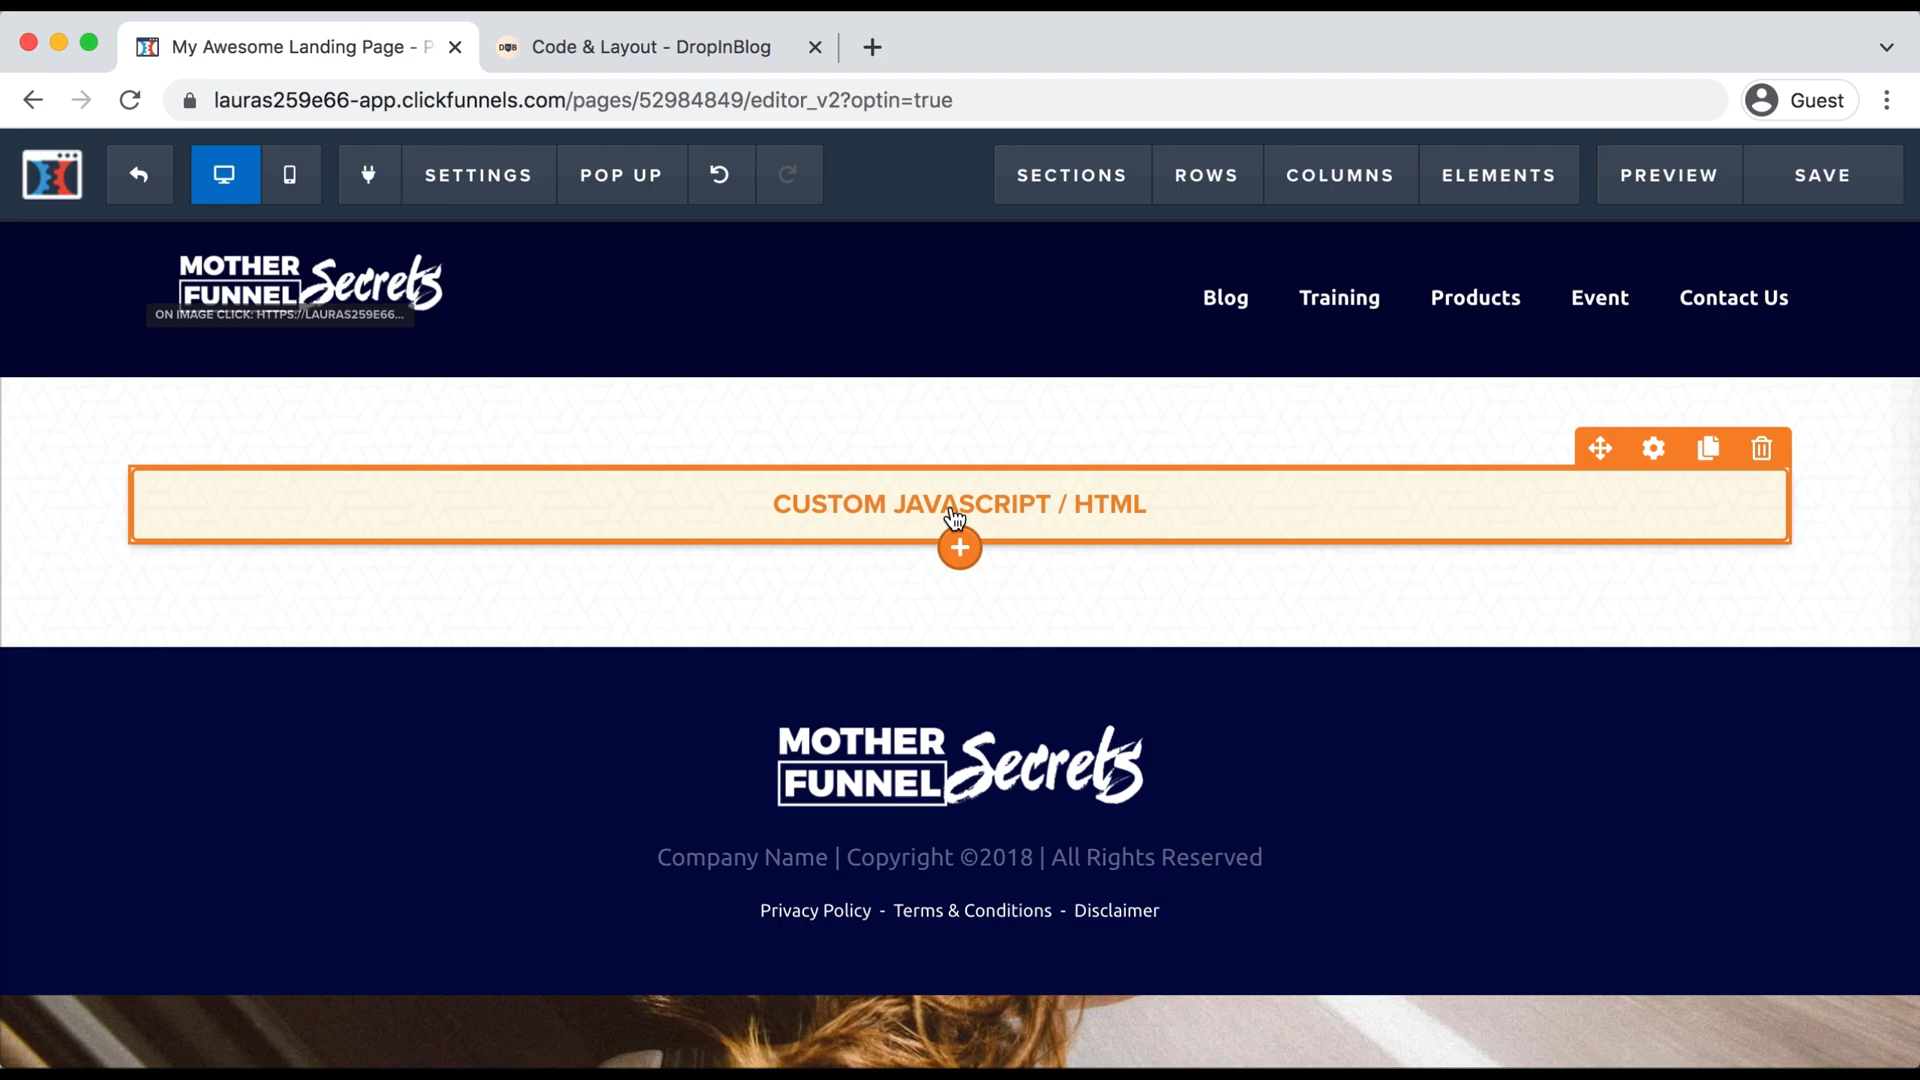 My Awesome Landing Page - P
Code & Layout - DropInBlog
lauras259e66-app.clickfunnels.com/pages/52984849/editor_v2?optin=true
Guest
SETTINGS
POP UP
SECTIONS
ROWS
COLUMNS
ELEMENTS
PREVIEW
SAVE
MOTHER
FUNNEL Secrets
ON IMAGE CLICK: HTTPS://LAURAS259E66...
Blog
Training
Products
Event
Contact Us
CUSTOM JAVASCRIPT / HTML
MOTHER
FUNNEL Secrets
Company Name | Copyright ©2018 | All Rights Reserved
Privacy Policy - Terms & Conditions - Disclaimer